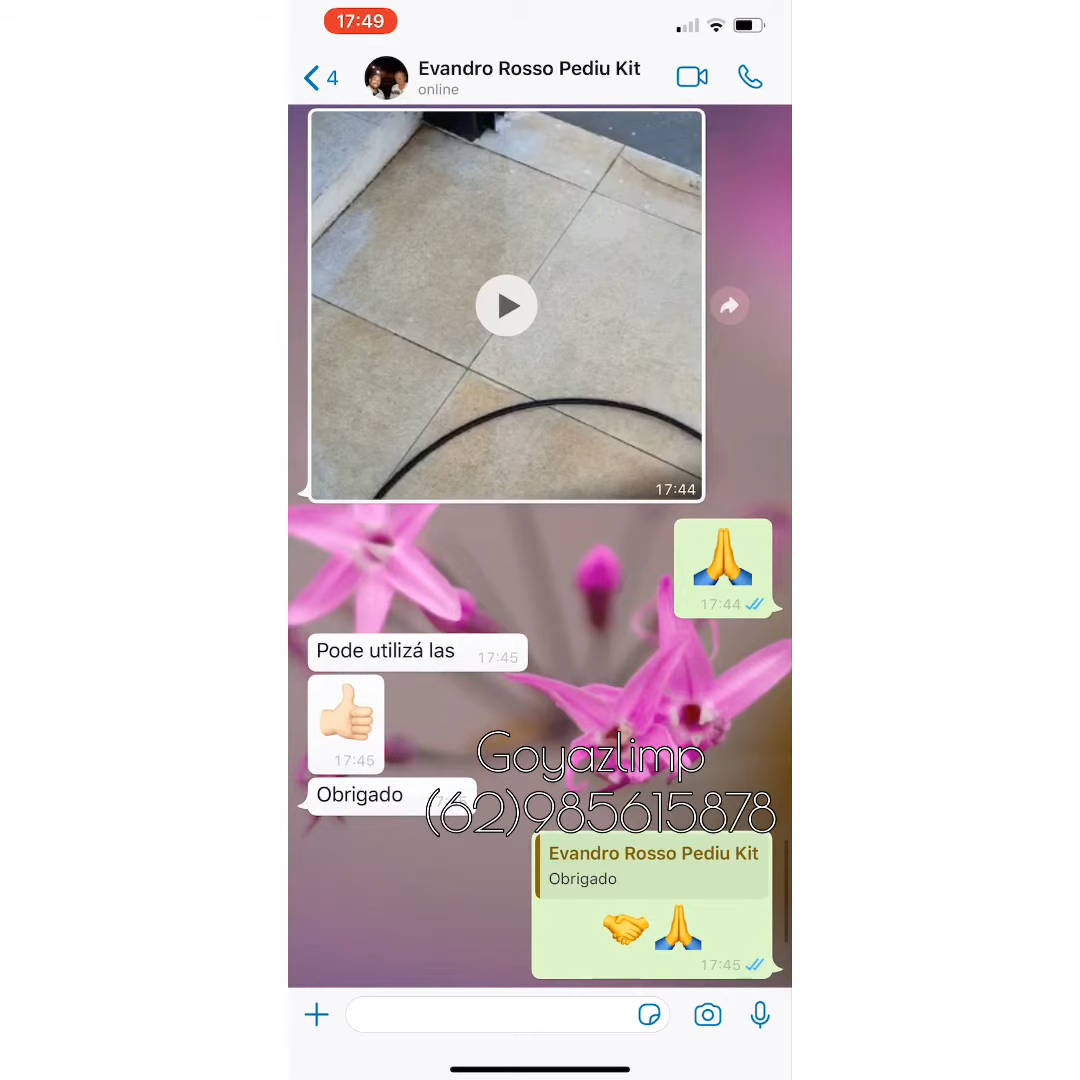 17:49
4
Evandro Rosso Pediu Kit
online
17:44
17:44
Pode utilizá las 17:45
17:45
Obrigado
Goyazlimp
(62)985615878
Evandro Rosso Pediu Kit
Obrigado
17:45